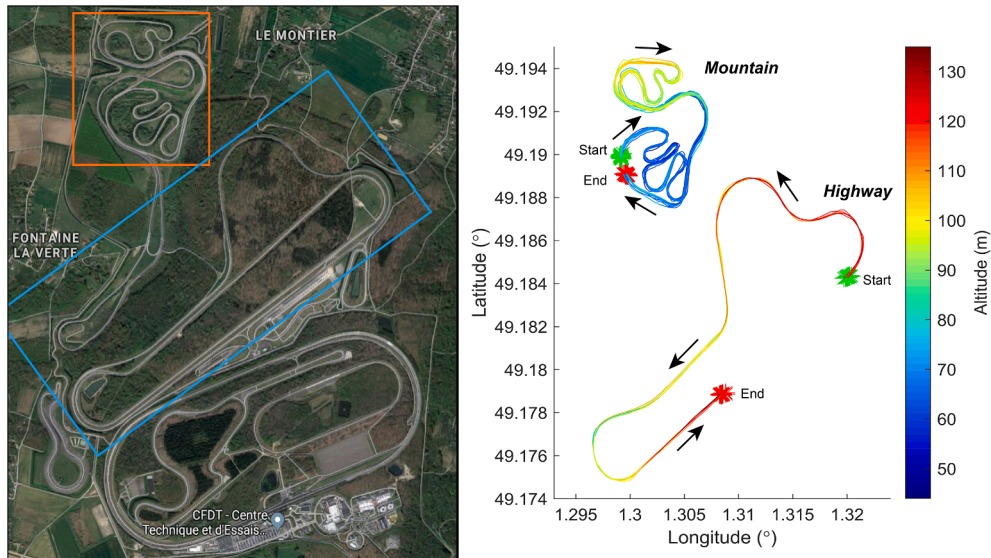 LE MONTIER
FONTAINE
LA VERTE
CFDT - Centre
Technique et d'Essais...
Latitude (°)
49.194
49.192
49.19
49.188
49.186
49.184
49.182
49.18
49.178
49.176
49.174
Mountain
Start
End
Highway
Start
End
1.295
1.3
1.305
1.31
1.315
1.32
Longitude (°)
130
120
110
100
90
80
70
60
50
Altitude (m)